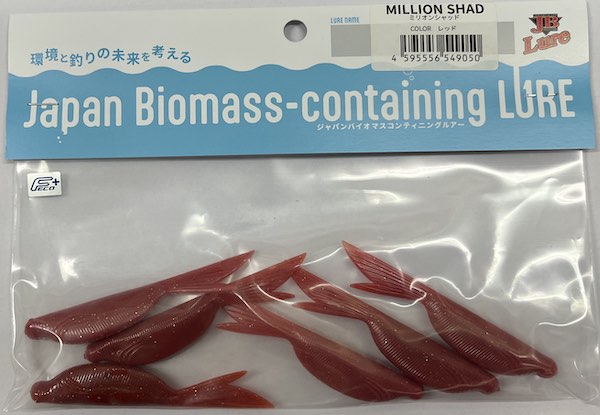 環境と釣りの未来を考える
LURE NAME
MILLION SHAD
ミリオンシャッド
COLOR レッド
4 595556 549050
JB
Lure
Japan Biomass-containing LURE
ジャパンバイオマスコンティニングルアー
F+
ECO